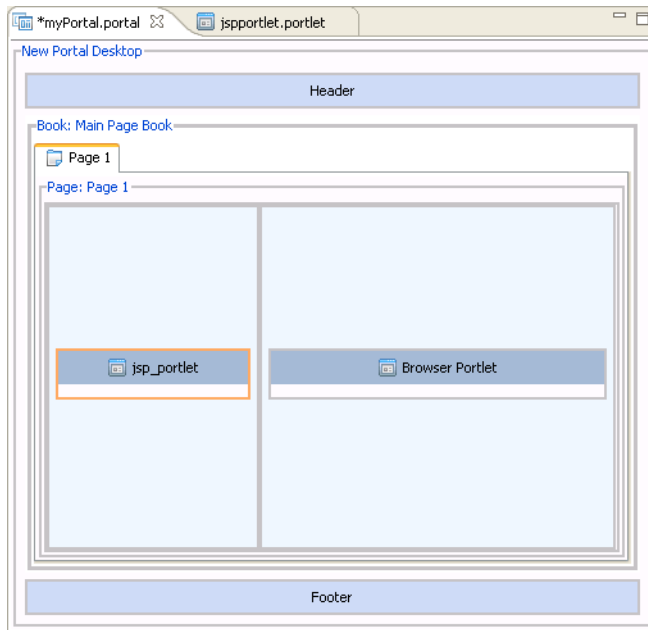 *myPortal.portal
jspportlet.portlet
New Portal Desktop
Header
Book: Main Page Book
Page 1
Page: Page 1
jsp_portlet
Browser Portlet
Footer